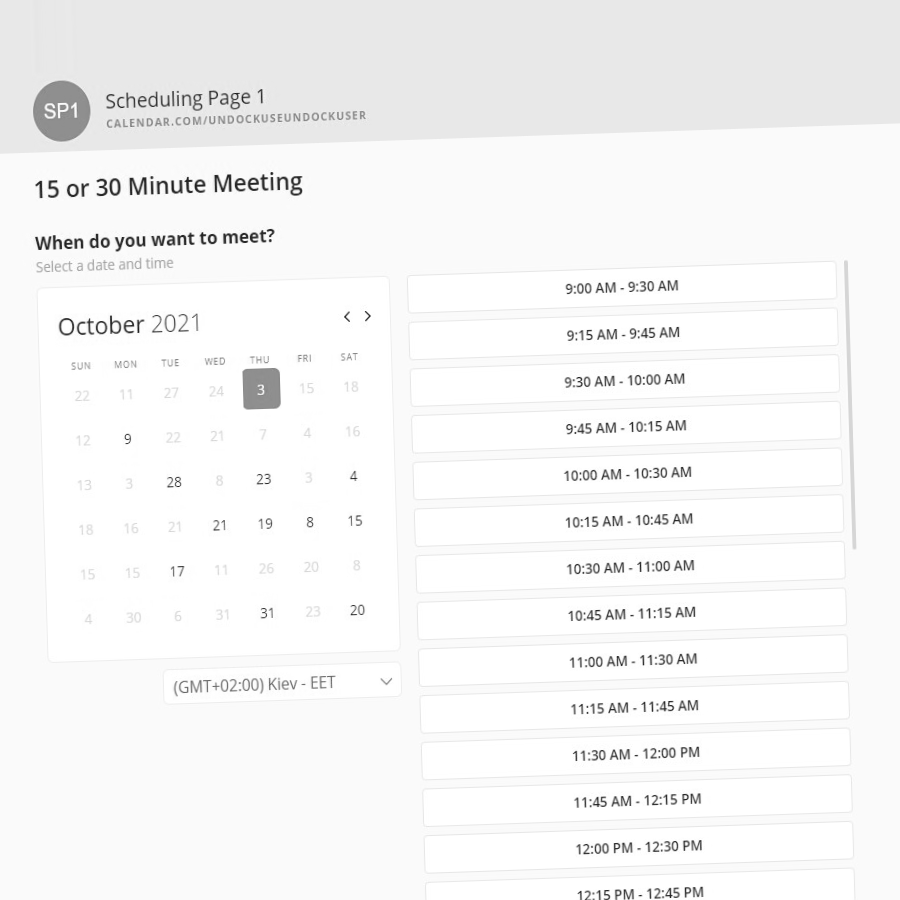 SP1
Scheduling Page 1
CALENDAR.COM/UNDOCKUSEUNDOCKUSER
15 or 30 Minute Meeting
When do you want to meet?
Select a date and time
October 2021
SUN MON TUE WED THU FRI SAT
22 11 27 24 3 15 18
12 9 22 21 7 4 16
13 3 28 8 23 3 4
18 16 21 21 19 8 15
15 15 17 11 26 20 8
4 30 6 31 31 23 20
(GMT+02:00) Kiev - EET
9:00 AM - 9:30 AM
9:15 AM - 9:45 AM
9:30 AM - 10:00 AM
9:45 AM - 10:15 AM
10:00 AM - 10:30 AM
10:15 AM - 10:45 AM
10:30 AM - 11:00 AM
10:45 AM - 11:15 AM
11:00 AM - 11:30 AM
11:15 AM - 11:45 AM
11:30 AM - 12:00 PM
11:45 AM - 12:15 PM
12:00 PM - 12:30 PM
12:15 PM - 12:45 PM